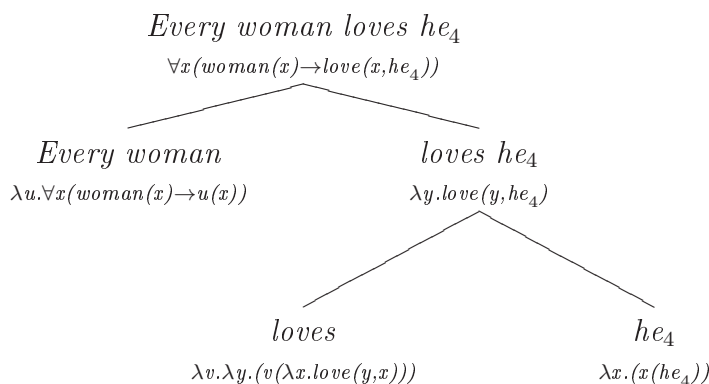 Every woman loves he₄
∀x(woman(x)→love(x,he₄))
Every woman
λu.∀x(woman(x)→u(x))
loves he₄
λy.love(y,he₄)
loves
λv.λy.(v(λx.love(y,x)))
he₄
λx.(x(he₄))